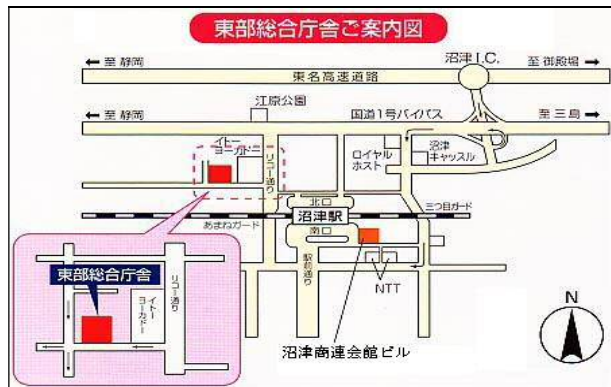 東部総合庁舎ご案内図
← 至 静岡
沼津I.C.
至 御殿場 →
東名高速道路
← 至 静岡
江原公園
国道1号バイパス
至 三島 →
イトー
ヨーカドー
リコー通り
ロイヤル
ホスト
沼津
キャッスル
北口
三つ目ガード
沼津駅
あまねガード
南口
駅前通り
NTT
東部総合庁舎
イトー
ヨーカドー
リコー通り
沼津商連会館ビル
N